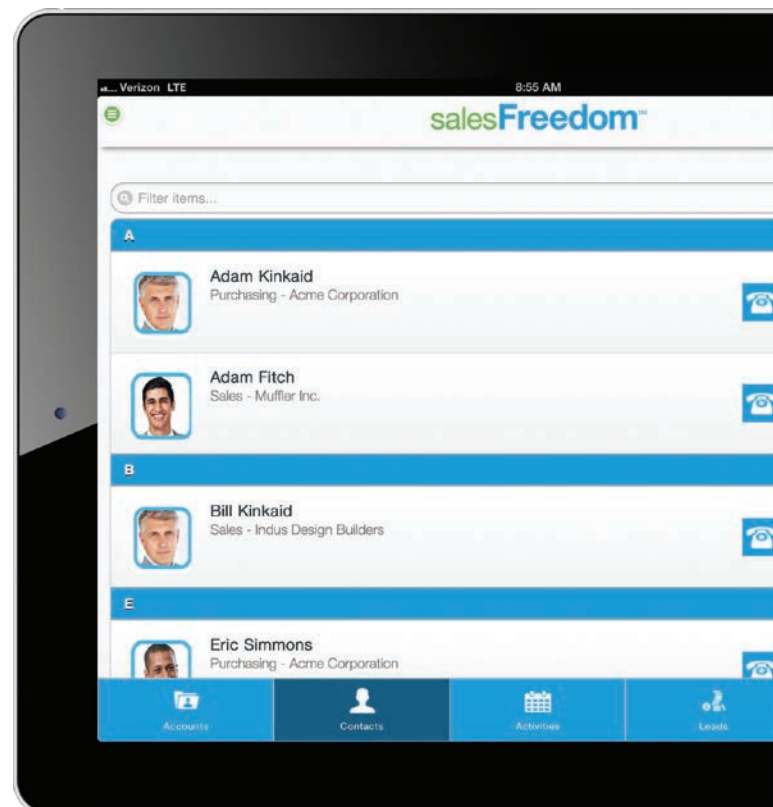 Verizon LTE
8:55 AM
salesFreedom™
Filter items...
A
Adam Kinkaid
Purchasing - Acme Corporation
Adam Fitch
Sales - Muffler Inc.
B
Bill Kinkaid
Sales - Indus Design Builders
E
Eric Simmons
Purchasing - Acme Corporation
Accounts
Contacts
Activities
Leads